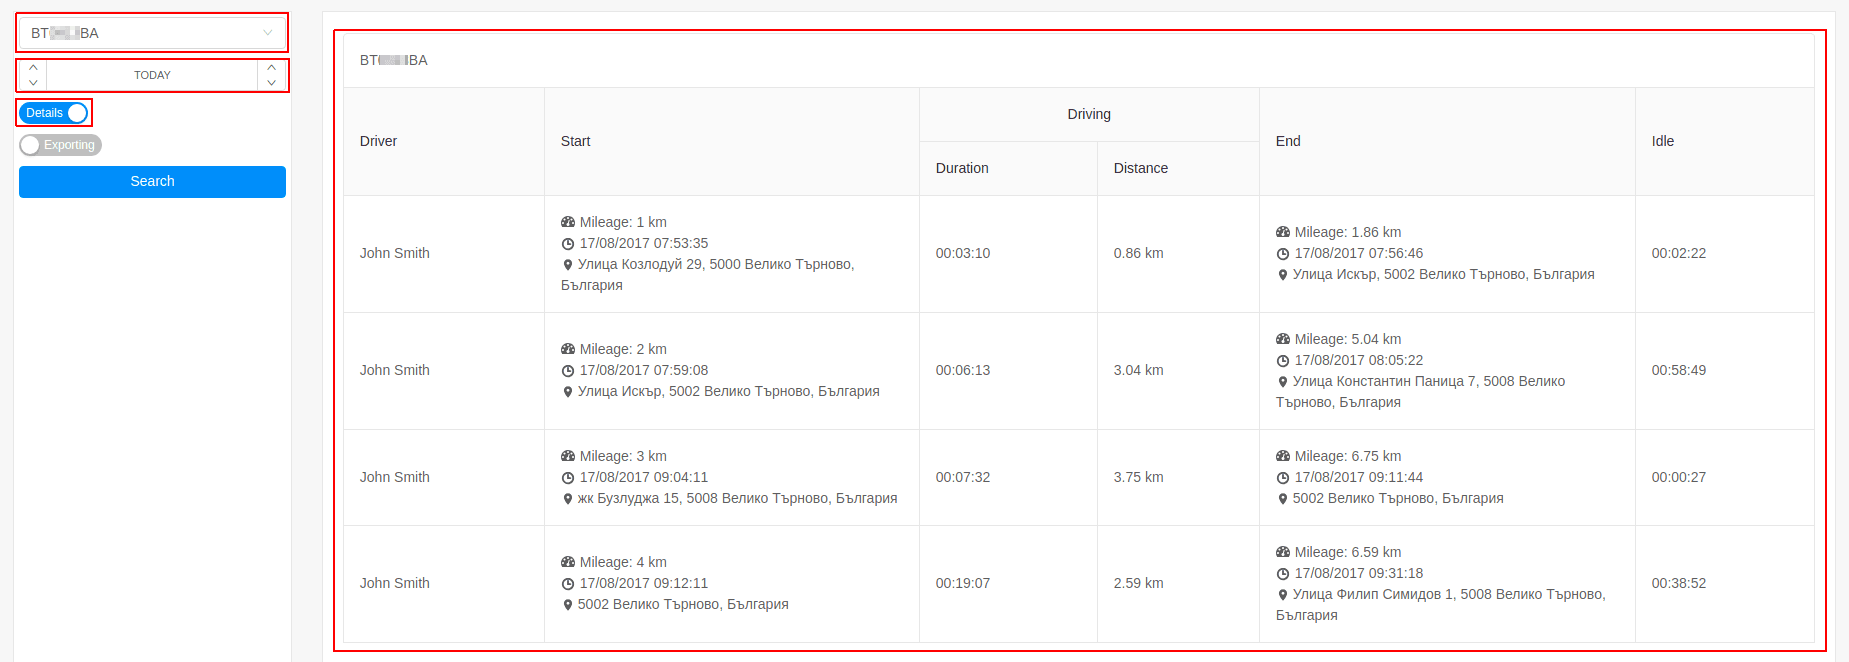 BT BA
TODAY
Details
Exporting
Search
BT BA
Driver
Start
Driving
Duration
Distance
End
Idle
John Smith
Mileage: 1 km
17/08/2017 07:53:35
Улица Козлодуй 29, 5000 Велико Търново,
България
00:03:10
0.86 km
Mileage: 1.86 km
17/08/2017 07:56:46
Улица Искър, 5002 Велико Търново, България
00:02:22
John Smith
Mileage: 2 km
17/08/2017 07:59:08
Улица Искър, 5002 Велико Търново, България
00:06:13
3.04 km
Mileage: 5.04 km
17/08/2017 08:05:22
Улица Константин Паница 7, 5008 Велико
Търново, България
00:58:49
John Smith
Mileage: 3 km
17/08/2017 09:04:11
жк Бузлуджа 15, 5008 Велико Търново, България
00:07:32
3.75 km
Mileage: 6.75 km
17/08/2017 09:11:44
5002 Велико Търново, България
00:00:27
John Smith
Mileage: 4 km
17/08/2017 09:12:11
5002 Велико Търново, България
00:19:07
2.59 km
Mileage: 6.59 km
17/08/2017 09:31:18
Улица Филип Симидов 1, 5008 Велико Търново,
България
00:38:52